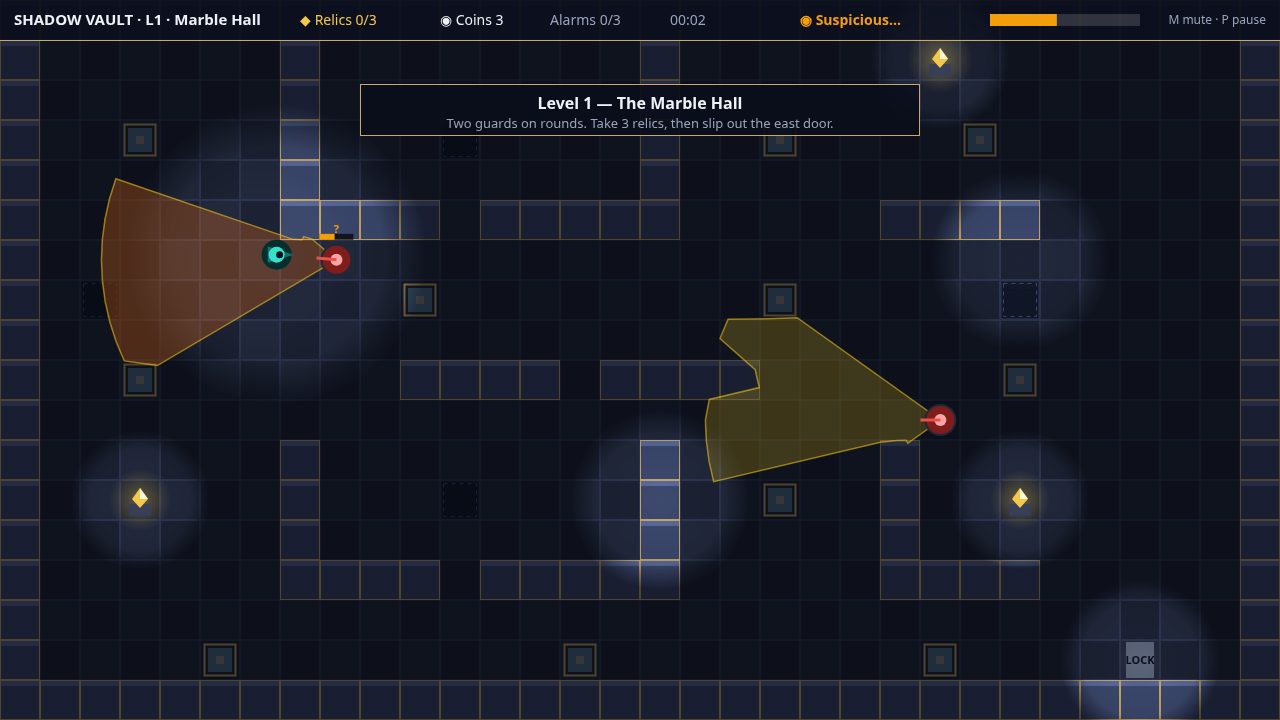 SHADOW VAULT · L1 · Marble Hall
◆ Relics 0/3
◉ Coins 3
Alarms 0/3
00:02
◉ Suspicious…
M mute · P pause
Level 1 — The Marble Hall
Two guards on rounds. Take 3 relics, then slip out the east door.
?
LOCK